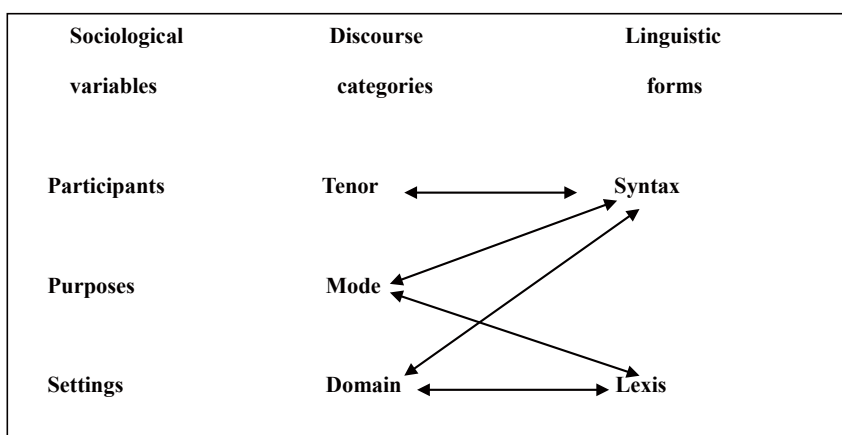 Sociological Discourse Linguistic
variables categories forms
Participants Tenor Syntax
Purposes Mode
Settings Domain Lexis